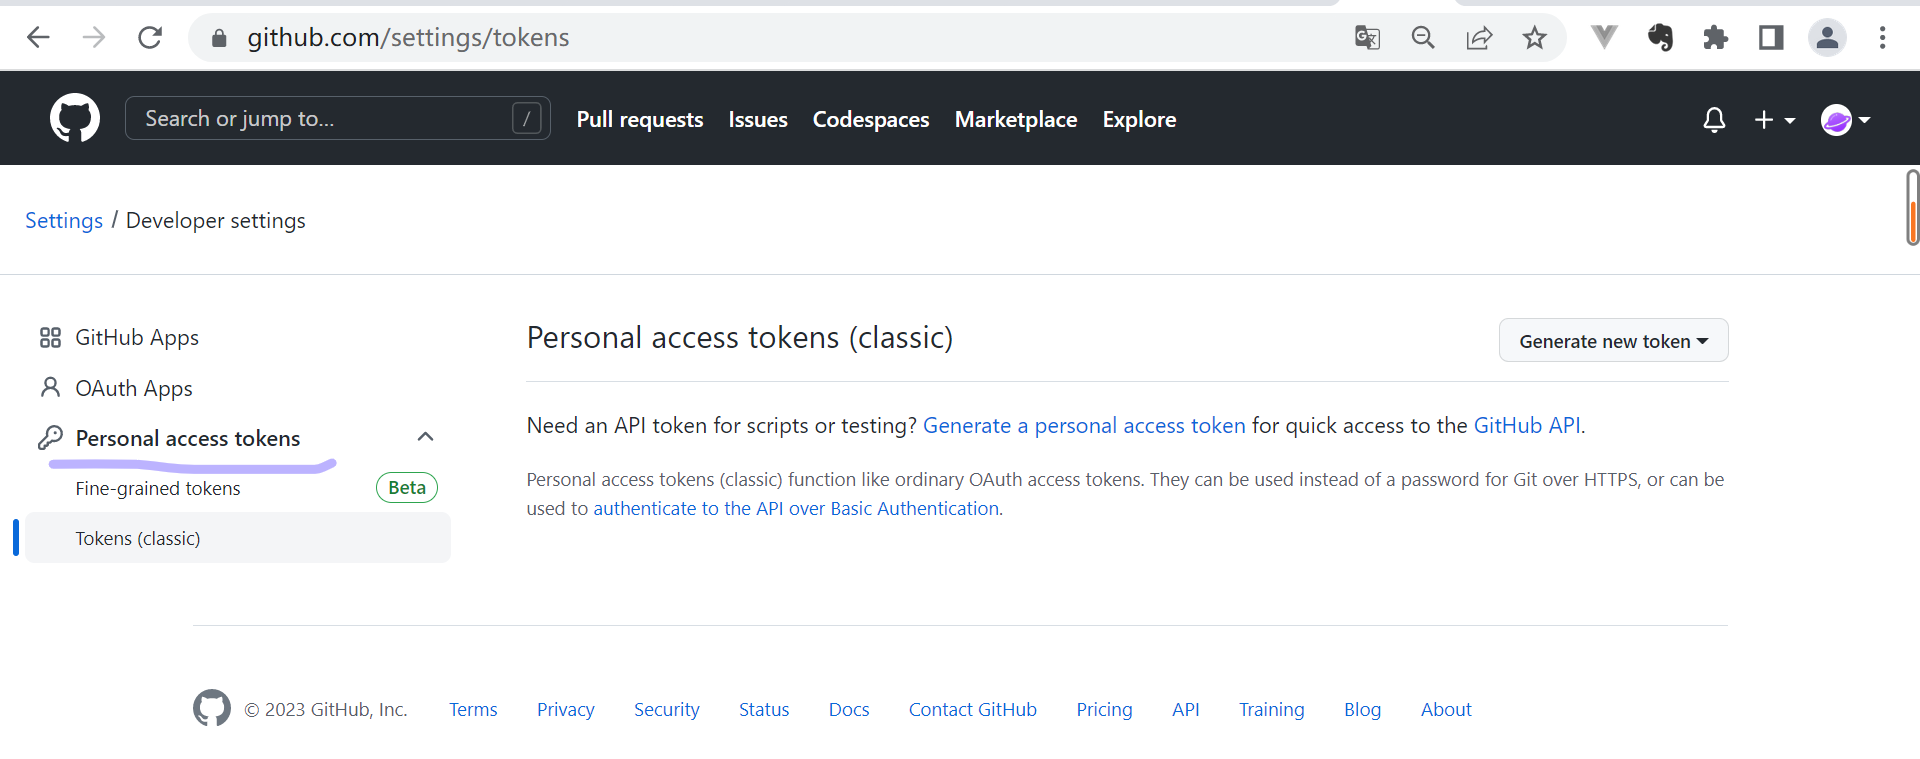 github.com/settings/tokens
Search or jump to... /
Pull requests Issues Codespaces Marketplace Explore
Settings / Developer settings
GitHub Apps
OAuth Apps
Personal access tokens
Fine-grained tokens Beta
Tokens (classic)
Personal access tokens (classic)
Generate new token
Need an API token for scripts or testing? Generate a personal access token for quick access to the GitHub API.
Personal access tokens (classic) function like ordinary OAuth access tokens. They can be used instead of a password for Git over HTTPS, or can be
used to authenticate to the API over Basic Authentication.
© 2023 GitHub, Inc. Terms Privacy Security Status Docs Contact GitHub Pricing API Training Blog About